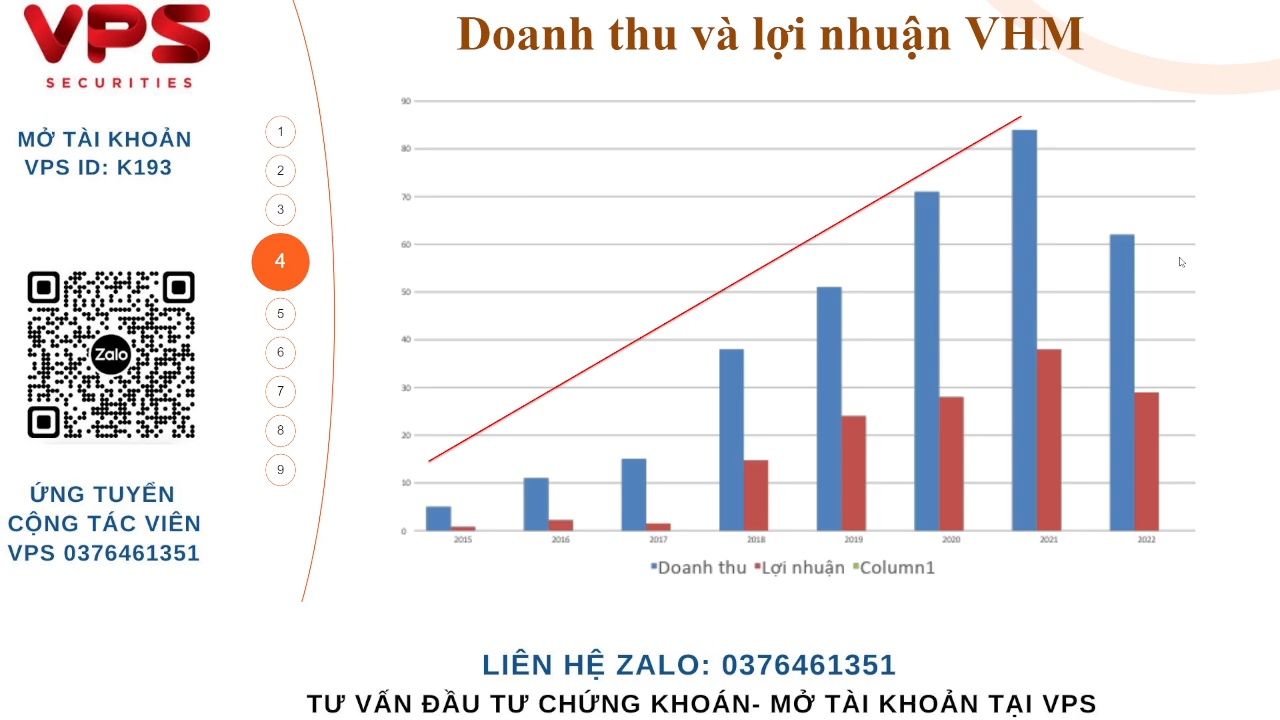 VPS
SECURITIES
MỞ TÀI KHOẢN
VPS ID: K193
Zalo
ỨNG TUYỂN
CỘNG TÁC VIÊN
VPS 0376461351
1
2
3
4
5
6
7
8
9
Doanh thu và lợi nhuận VHM
90
80
70
60
50
40
30
20
10
0
2015 2016 2017 2018 2019 2020 2021 2022
Doanh thu Lợi nhuận Column1
LIÊN HỆ ZALO: 0376461351
TƯ VẤN ĐẦU TƯ CHỨNG KHOÁN- MỞ TÀI KHOẢN TẠI VPS